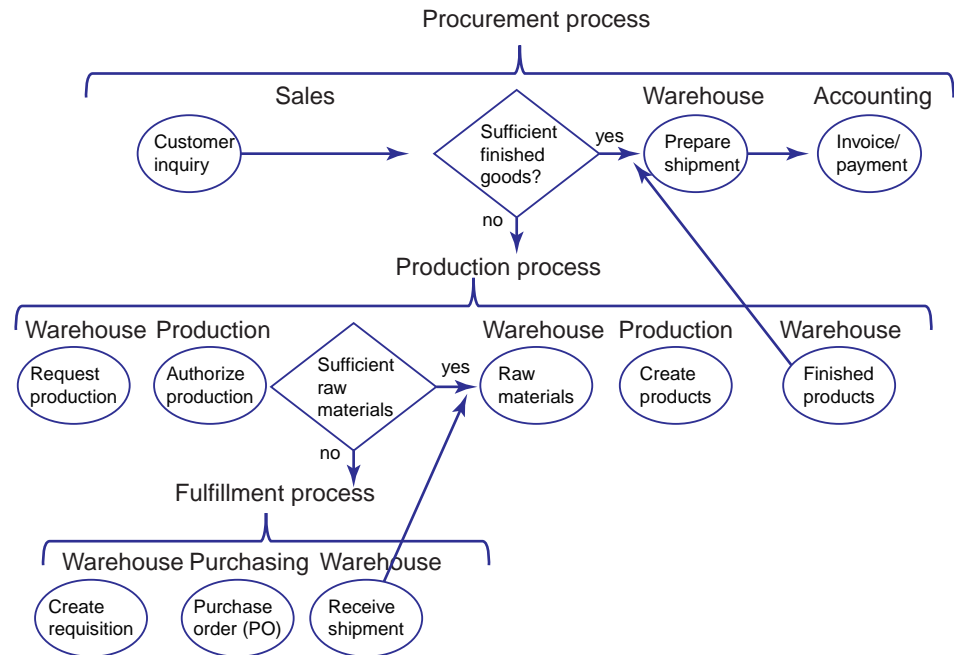 Procurement process
Sales
Warehouse
Accounting
Customer
inquiry
Sufficient
finished
goods?
yes
Prepare
shipment
Invoice/
payment
no
Production process
Warehouse
Production
Warehouse
Production
Warehouse
Request
production
Authorize
production
Sufficient
raw
materials
yes
Raw
materials
Create
products
Finished
products
no
Fulfillment process
Warehouse
Purchasing
Warehouse
Create
requisition
Purchase
order (PO)
Receive
shipment